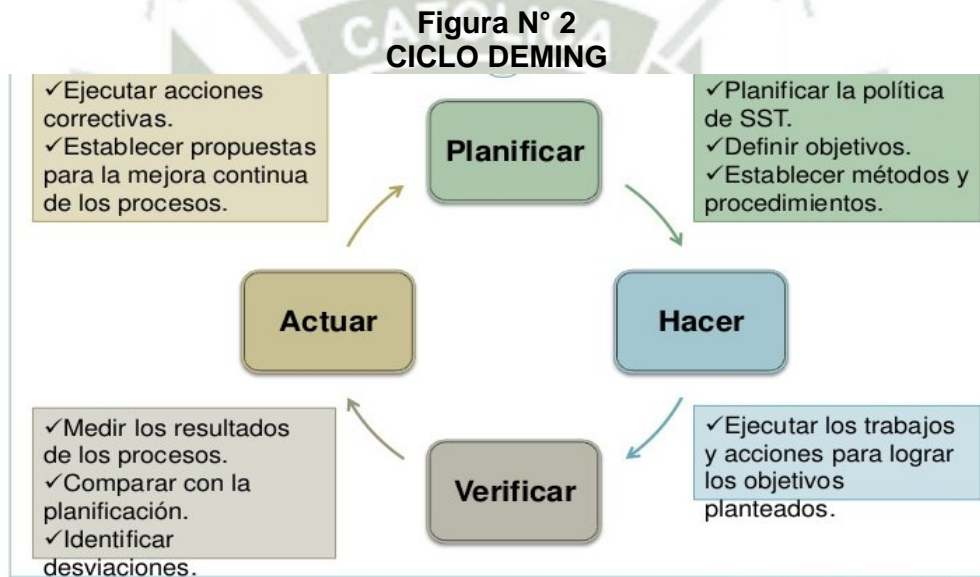 CATOLICA
Figura N° 2
CICLO DEMING
✓Ejecutar acciones
correctivas.
✓Establecer propuestas
para la mejora continua
de los procesos.
Planificar
✓Planificar la política
de SST.
✓Definir objetivos.
✓Establecer métodos y
procedimientos.
Actuar
Hacer
✓Medir los resultados
de los procesos.
✓Comparar con la
planificación.
✓Identificar
desviaciones.
Verificar
✓Ejecutar los trabajos
y acciones para lograr
los objetivos
planteados.